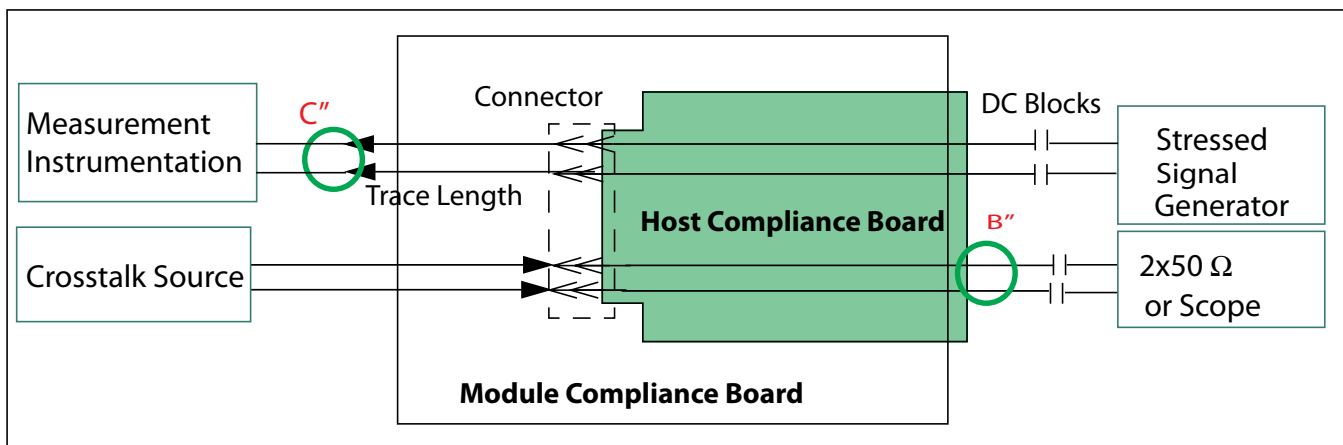 Measurement
Instrumentation
C″
Connector
DC Blocks
Stressed
Signal
Generator
Trace Length
Host Compliance Board
B″
Crosstalk Source
2x50 Ω
or Scope
Module Compliance Board